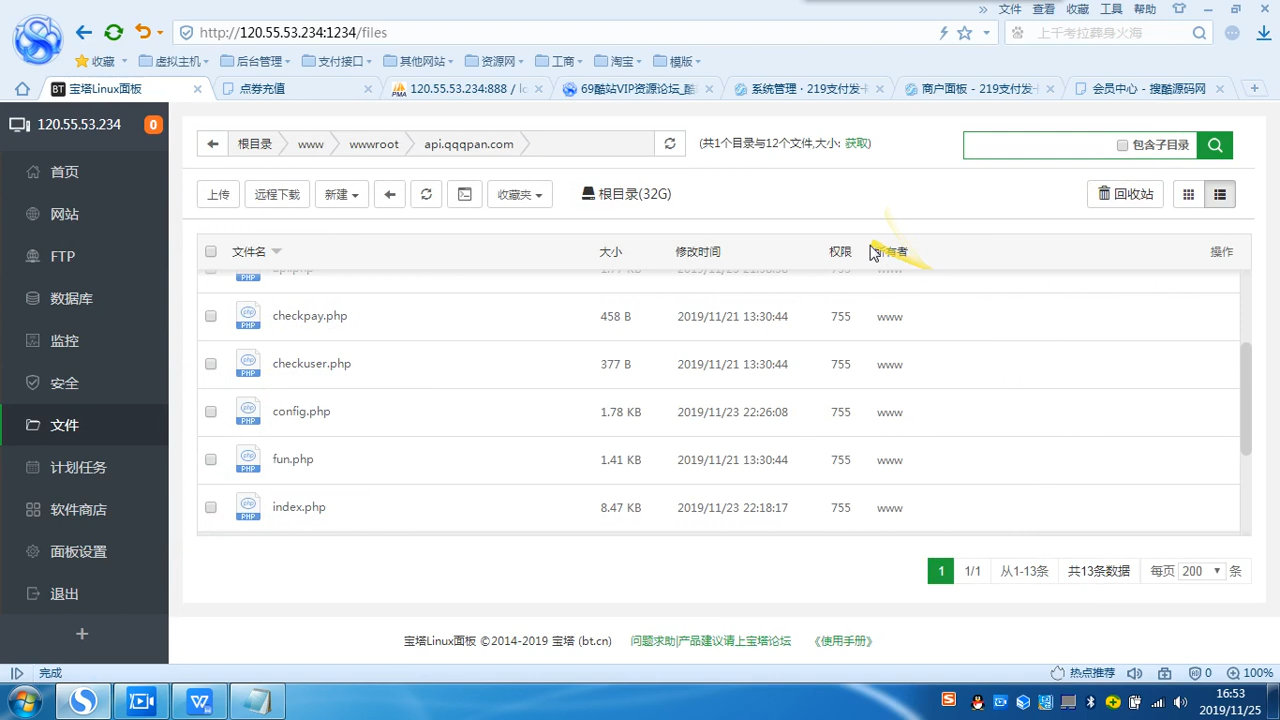 » 文件 查看 收藏 工具 帮助
http://120.55.53.234:1234/files
上千考拉葬身火海
收藏 虚拟主机 后台管理 支付接口 其他网站 资源网 工商 淘宝 模版
BT 宝塔Linux面板 点券充值 PMA 120.55.53.234:888 / lc 69酷站VIP资源论坛_酷 系统管理 · 219支付发卡 商户面板 - 219支付发卡 会员中心 - 搜酷源码网
120.55.53.234 0
根目录 www wwwroot api.qqqpan.com (共1个目录与12个文件,大小: 获取) 包含子目录
上传 远程下载 新建 收藏夹 根目录(32G) 回收站
首页
网站
FTP
数据库
监控
安全
文件
计划任务
软件商店
面板设置
退出
+
文件名 大小 修改时间 权限 所有者 操作
checkpay.php 458 B 2019/11/21 13:30:44 755 www
checkuser.php 377 B 2019/11/21 13:30:44 755 www
config.php 1.78 KB 2019/11/23 22:26:08 755 www
fun.php 1.41 KB 2019/11/21 13:30:44 755 www
index.php 8.47 KB 2019/11/23 22:18:17 755 www
1 1/1 从1-13条 共13条数据 每页 200 条
宝塔Linux面板 ©2014-2019 宝塔 (bt.cn) 问题求助|产品建议请上宝塔论坛 《使用手册》
完成 热点推荐 0 100%
16:53
2019/11/25